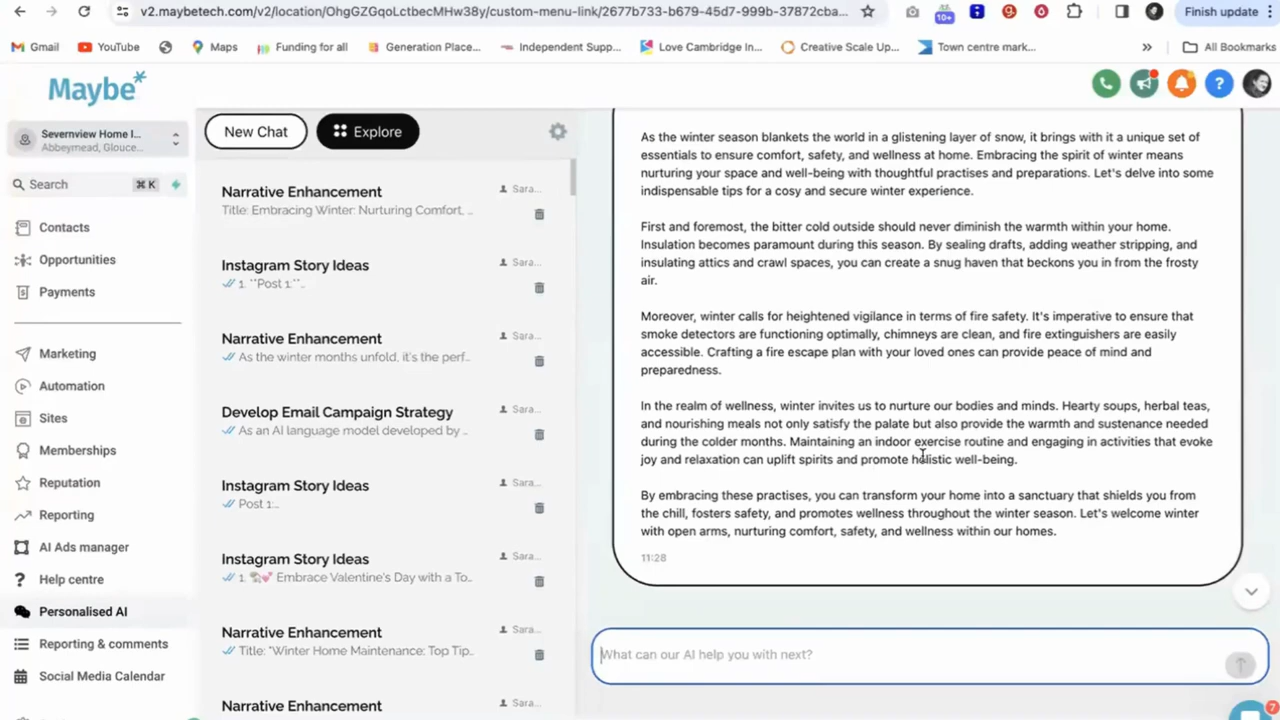 v2.maybetech.com/v2/location/OhgGZGqoLctbecMHw38y/custom-menu-link/2677b733-b679-45d7-999b-37872cba...
10+
Finish update
Gmail
YouTube
Maps
Funding for all
Generation Place...
Independent Supp...
Love Cambridge In...
Creative Scale Up...
Town centre mark...
»
All Bookmarks
Maybe*
Severnview Home I...
Abbeymead, Glouce...
Search
⌘ K
Contacts
Opportunities
Payments
Marketing
Automation
Sites
Memberships
Reputation
Reporting
AI Ads manager
Help centre
Personalised AI
Reporting & comments
Social Media Calendar
New Chat
Explore
Narrative Enhancement
Sara...
Title: Embracing Winter: Nurturing Comfort, ...
Instagram Story Ideas
Sara...
1. **Post 1:**..
Narrative Enhancement
Sara...
As the winter months unfold, it's the perf...
Develop Email Campaign Strategy
Sara...
As an AI language model developed by ...
Instagram Story Ideas
Sara...
Post 1:..
Instagram Story Ideas
Sara...
1. 🐩💕 Embrace Valentine's Day with a To...
Narrative Enhancement
Sara...
Title: "Winter Home Maintenance: Top Tip...
Narrative Enhancement
Sara...
As the winter season blankets the world in a glistening layer of snow, it brings with it a unique set of
essentials to ensure comfort, safety, and wellness at home. Embracing the spirit of winter means
nurturing your space and well-being with thoughtful practises and preparations. Let's delve into some
indispensable tips for a cosy and secure winter experience.
First and foremost, the bitter cold outside should never diminish the warmth within your home.
Insulation becomes paramount during this season. By sealing drafts, adding weather stripping, and
insulating attics and crawl spaces, you can create a snug haven that beckons you in from the frosty
air.
Moreover, winter calls for heightened vigilance in terms of fire safety. It's imperative to ensure that
smoke detectors are functioning optimally, chimneys are clean, and fire extinguishers are easily
accessible. Crafting a fire escape plan with your loved ones can provide peace of mind and
preparedness.
In the realm of wellness, winter invites us to nurture our bodies and minds. Hearty soups, herbal teas,
and nourishing meals not only satisfy the palate but also provide the warmth and sustenance needed
during the colder months. Maintaining an indoor exercise routine and engaging in activities that evoke
joy and relaxation can uplift spirits and promote holistic well-being.
By embracing these practises, you can transform your home into a sanctuary that shields you from
the chill, fosters safety, and promotes wellness throughout the winter season. Let's welcome winter
with open arms, nurturing comfort, safety, and wellness within our homes.
11:28
What can our AI help you with next?
7